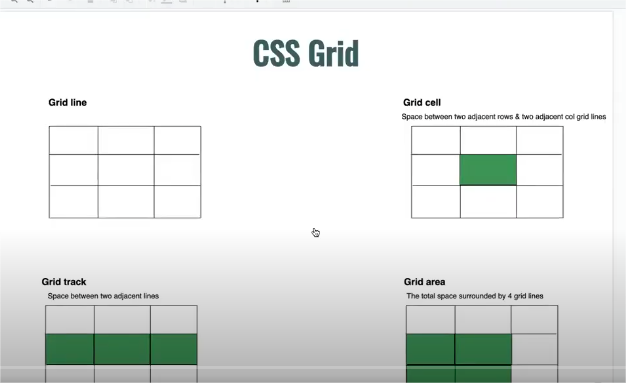 CSS Grid
Grid line
Grid cell
Space between two adjacent rows & two adjacent col grid lines
Grid track
Space between two adjacent lines
Grid area
The total space surrounded by 4 grid lines